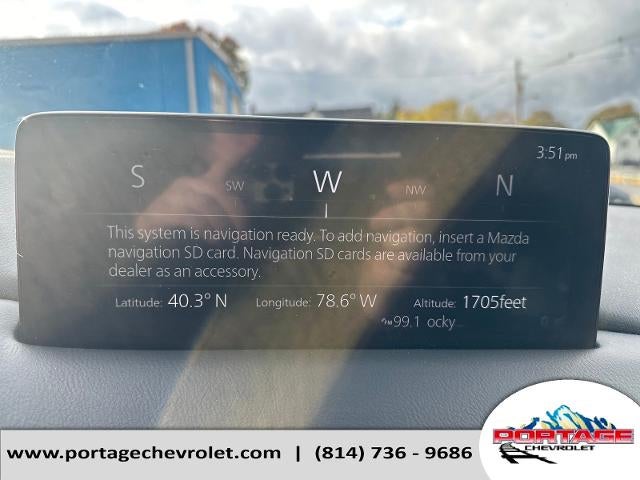 3:51pm
S SW W NW N
This system is navigation ready. To add navigation, insert a Mazda
navigation SD card. Navigation SD cards are available from your
dealer as an accessory.
Latitude: 40.3° N Longitude: 78.6° W Altitude: 1705feet
99.1 ocky
www.portagechevrolet.com | (814) 736 - 9686
PORTAGE
CHEVROLET